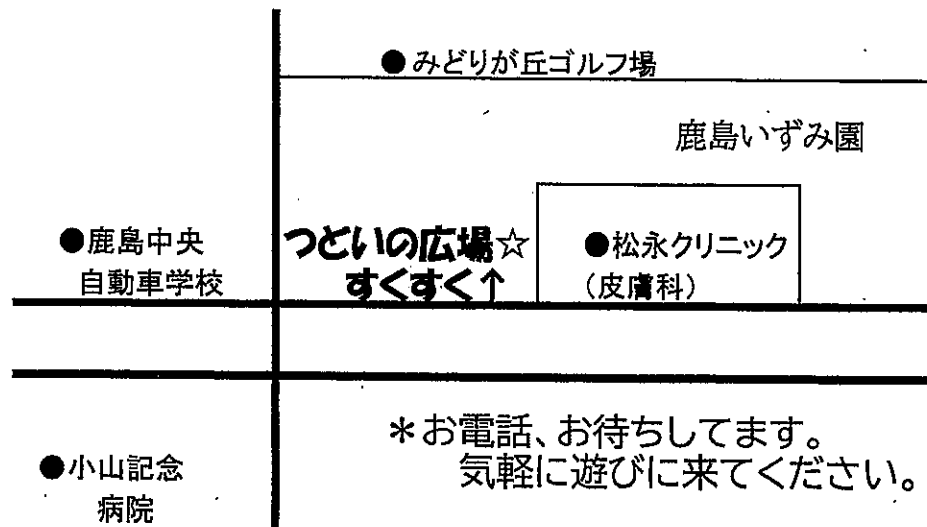 ●みどりが丘ゴルフ場
鹿島いずみ園
●鹿島中央
自動車学校
つどいの広場☆
すくすく↑
●松永クリニック
(皮膚科)
＊お電話、お待ちしてます。
気軽に遊びに来てください。
●小山記念
病院